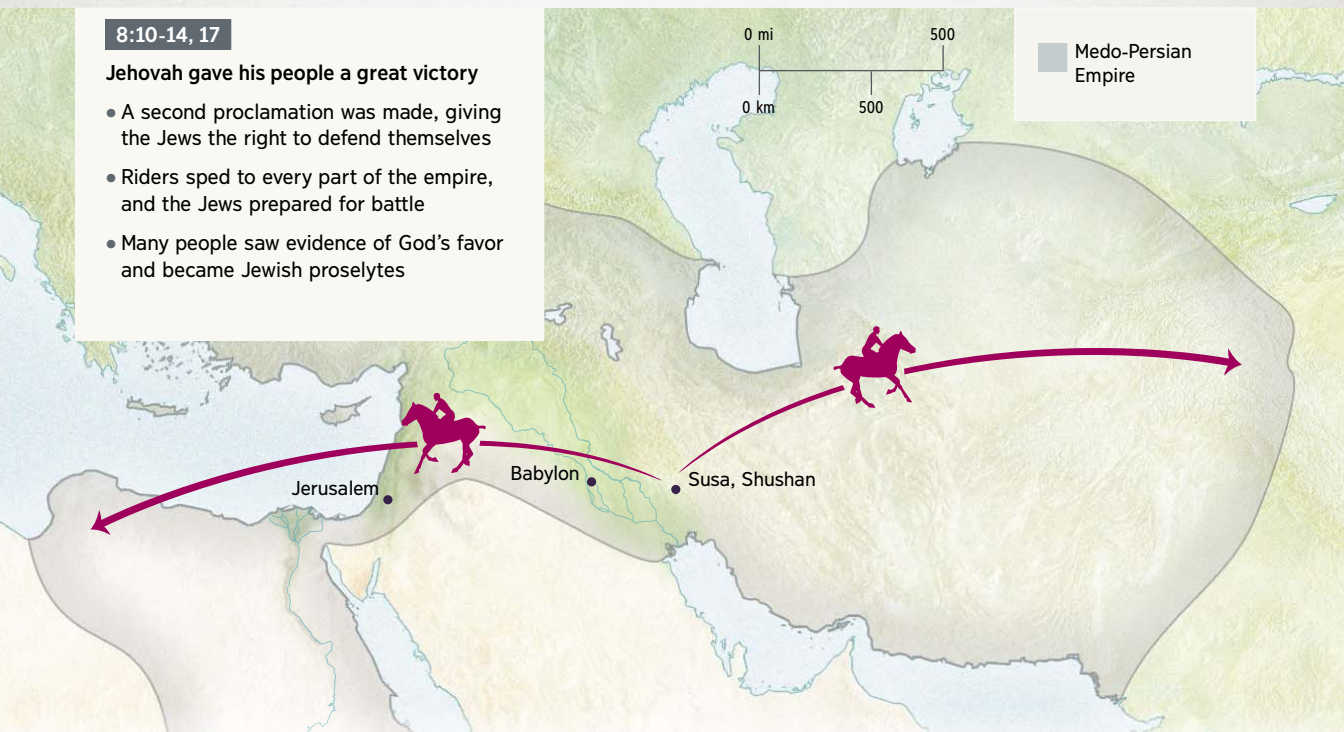 8:10-14, 17
Jehovah gave his people a great victory
• A second proclamation was made, giving
the Jews the right to defend themselves
• Riders sped to every part of the empire,
and the Jews prepared for battle
• Many people saw evidence of God’s favor
and became Jewish proselytes
0 mi 500
0 km 500
Medo-Persian
Empire
Jerusalem
Babylon
Susa, Shushan